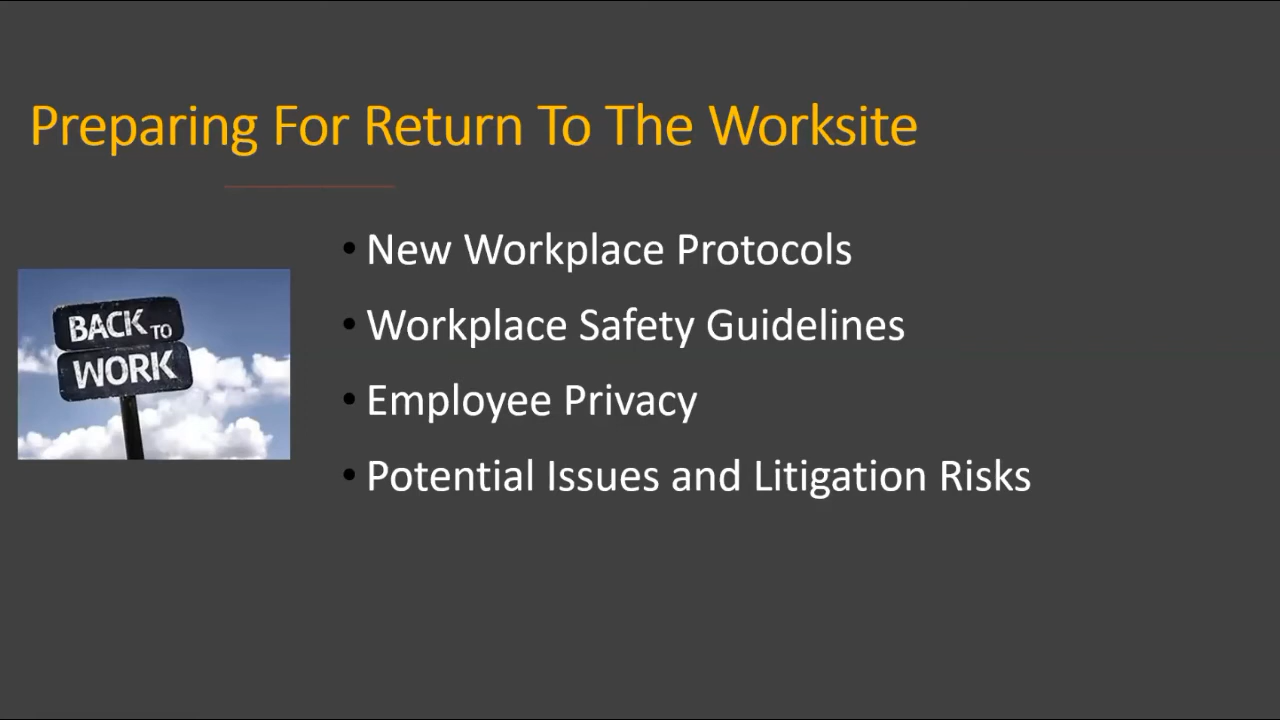 Preparing For Return To The Worksite
• New Workplace Protocols
• Workplace Safety Guidelines
• Employee Privacy
• Potential Issues and Litigation Risks
BACK TO
WORK